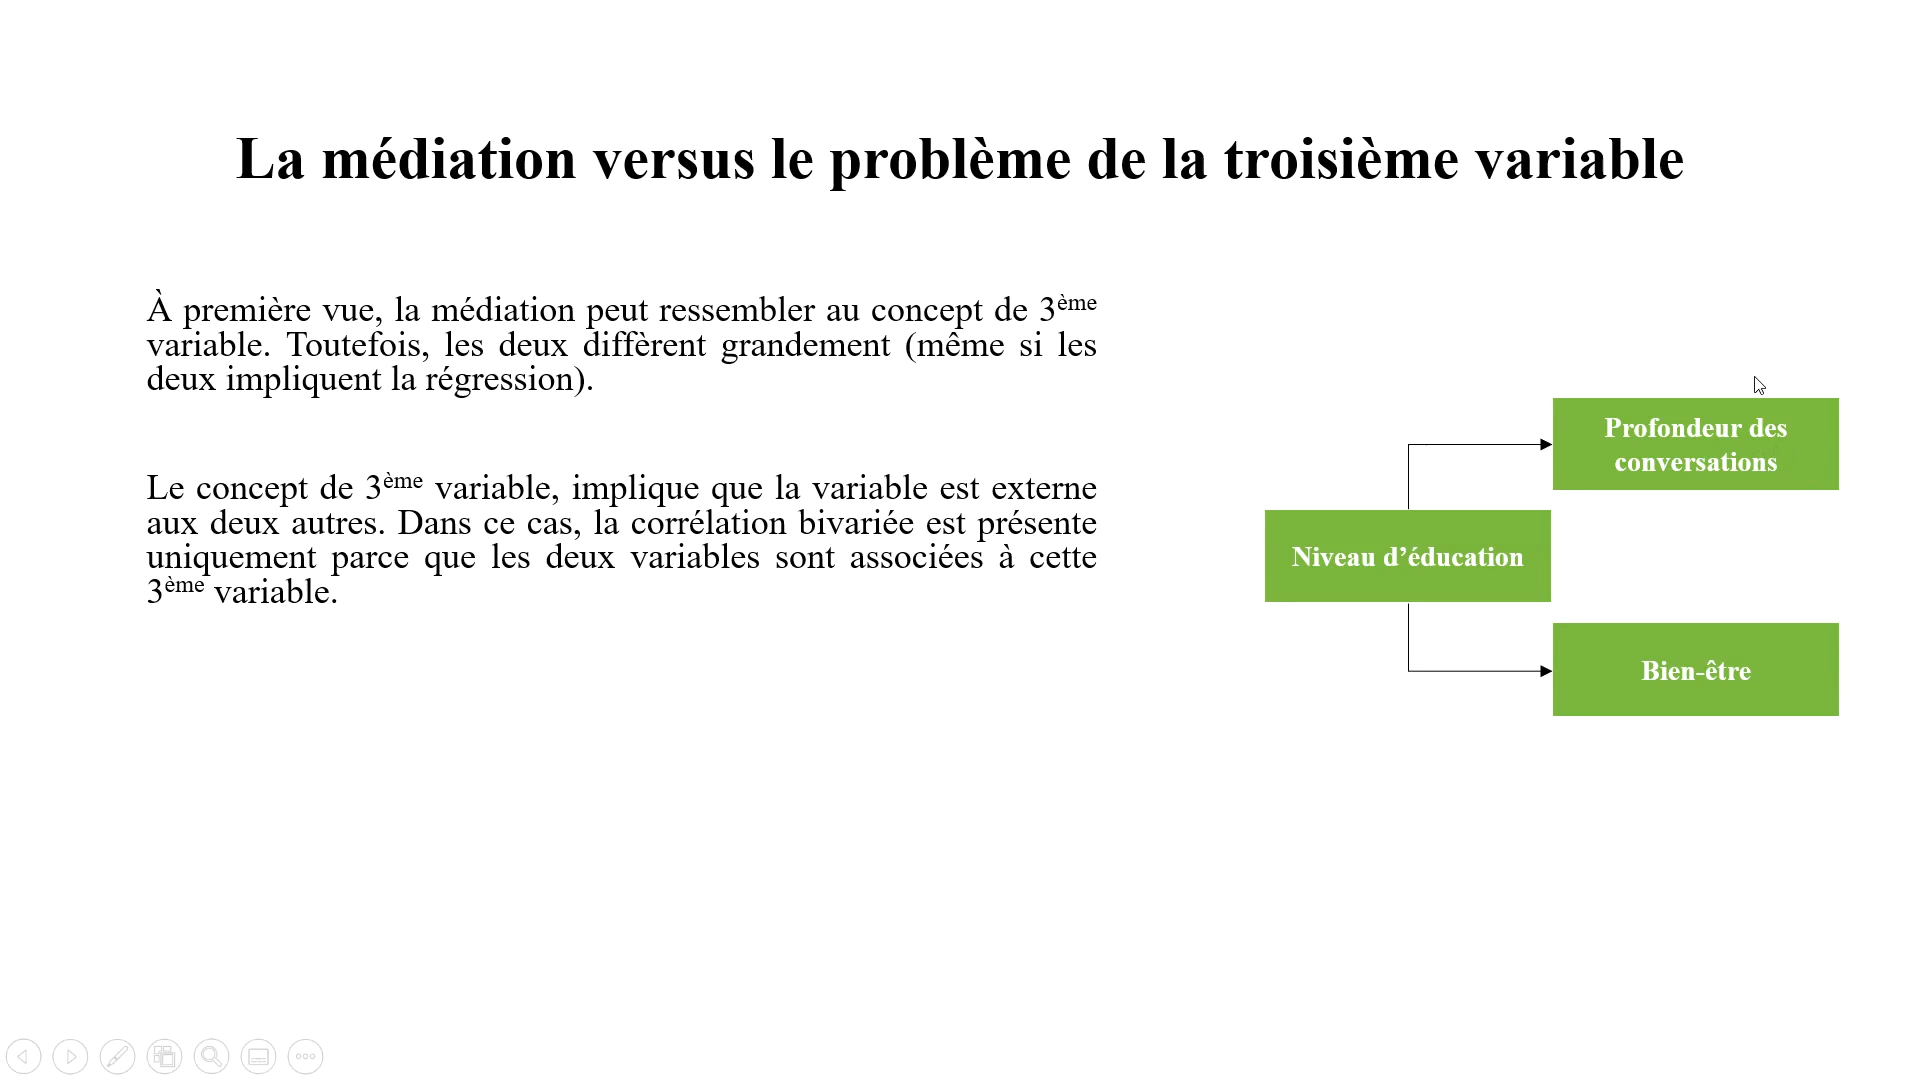 La médiation versus le problème de la troisième variable
À première vue, la médiation peut ressembler au concept de 3ème
variable. Toutefois, les deux diffèrent grandement (même si les
deux impliquent la régression).
Le concept de 3ème variable, implique que la variable est externe
aux deux autres. Dans ce cas, la corrélation bivariée est présente
uniquement parce que les deux variables sont associées à cette
3ème variable.
Profondeur des
conversations
Niveau d’éducation
Bien-être